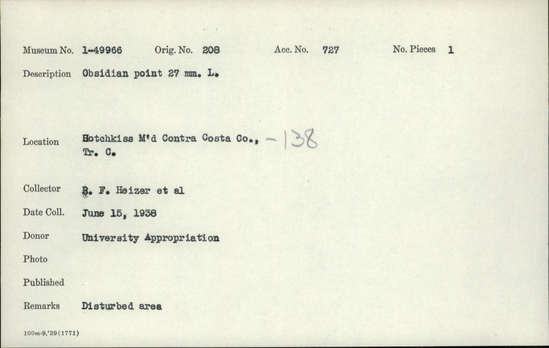 Museum No. 1-49966 Orig. No. 208 Acc. No. 727 No. Pieces 1
Description Obsidian point 27 mm. L.
Location Hotchkiss M'd Contra Costa Co., -138
Tr. C.
Collector R. F. Heizer et al
Date Coll. June 15, 1938
Donor University Appropriation
Photo
Published
Remarks Disturbed area
100m-9,'29(1771)